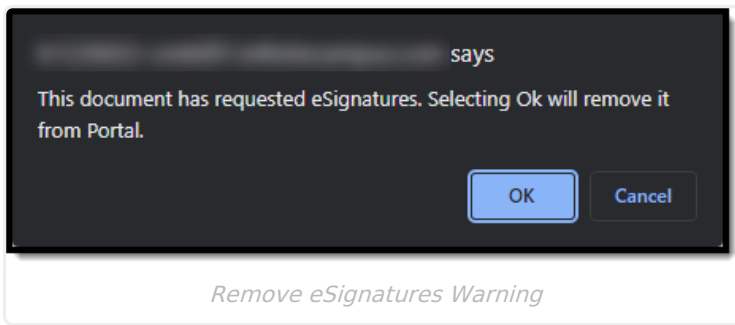 says
This document has requested eSignatures. Selecting Ok will remove it
from Portal.
OK
Cancel
Remove eSignatures Warning